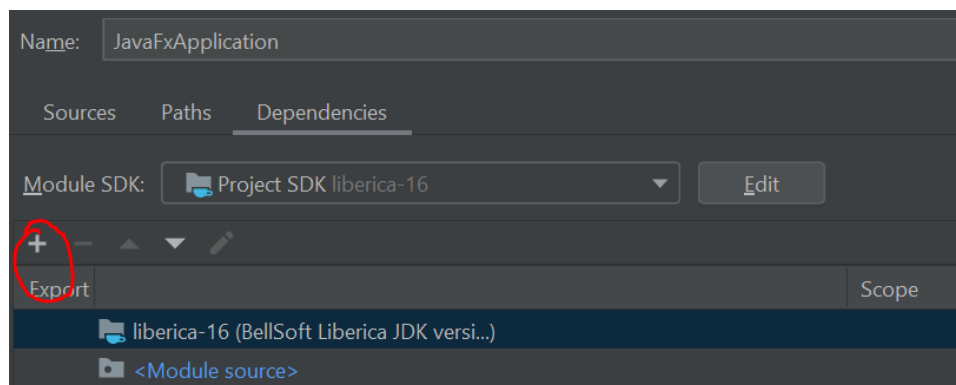 Name: JavaFxApplication
Sources Paths Dependencies
Module SDK: Project SDK liberica-16 Edit
Export Scope
liberica-16 (BellSoft Liberica JDK versi...)
<Module source>